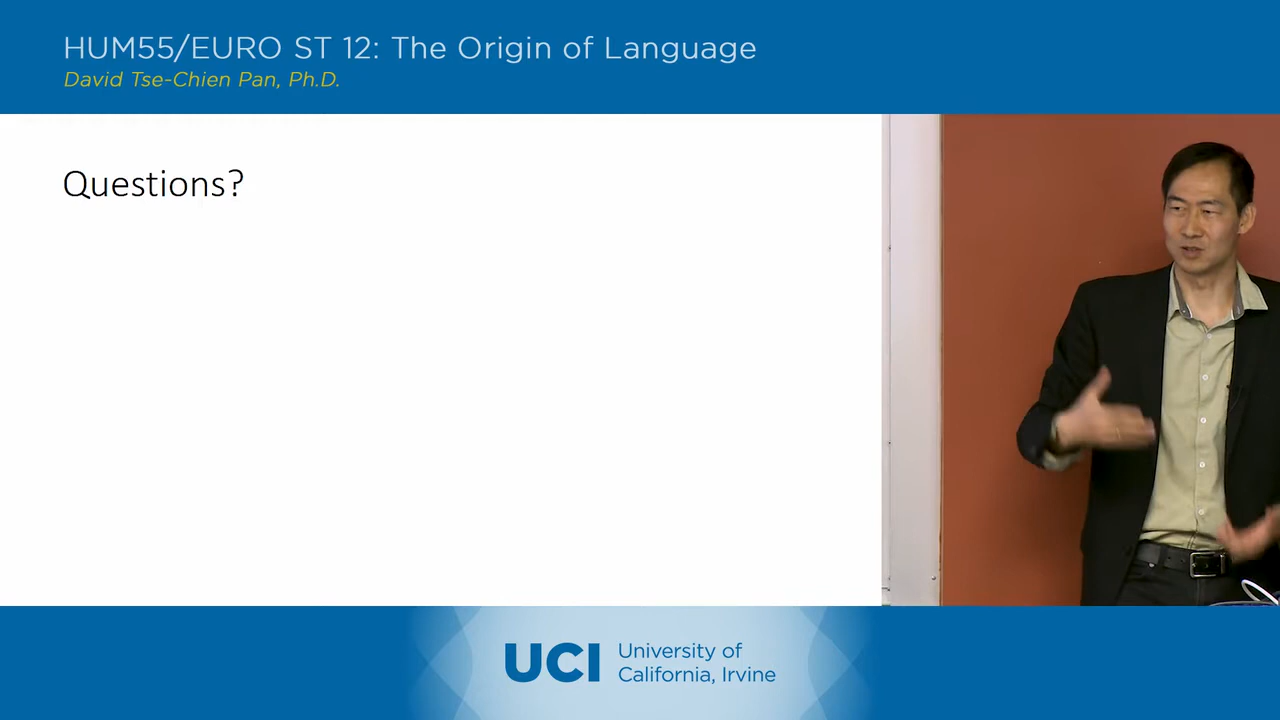 HUM55/EURO ST 12: The Origin of Language
David Tse-Chien Pan, Ph.D.
Questions?
UCI University of
California, Irvine